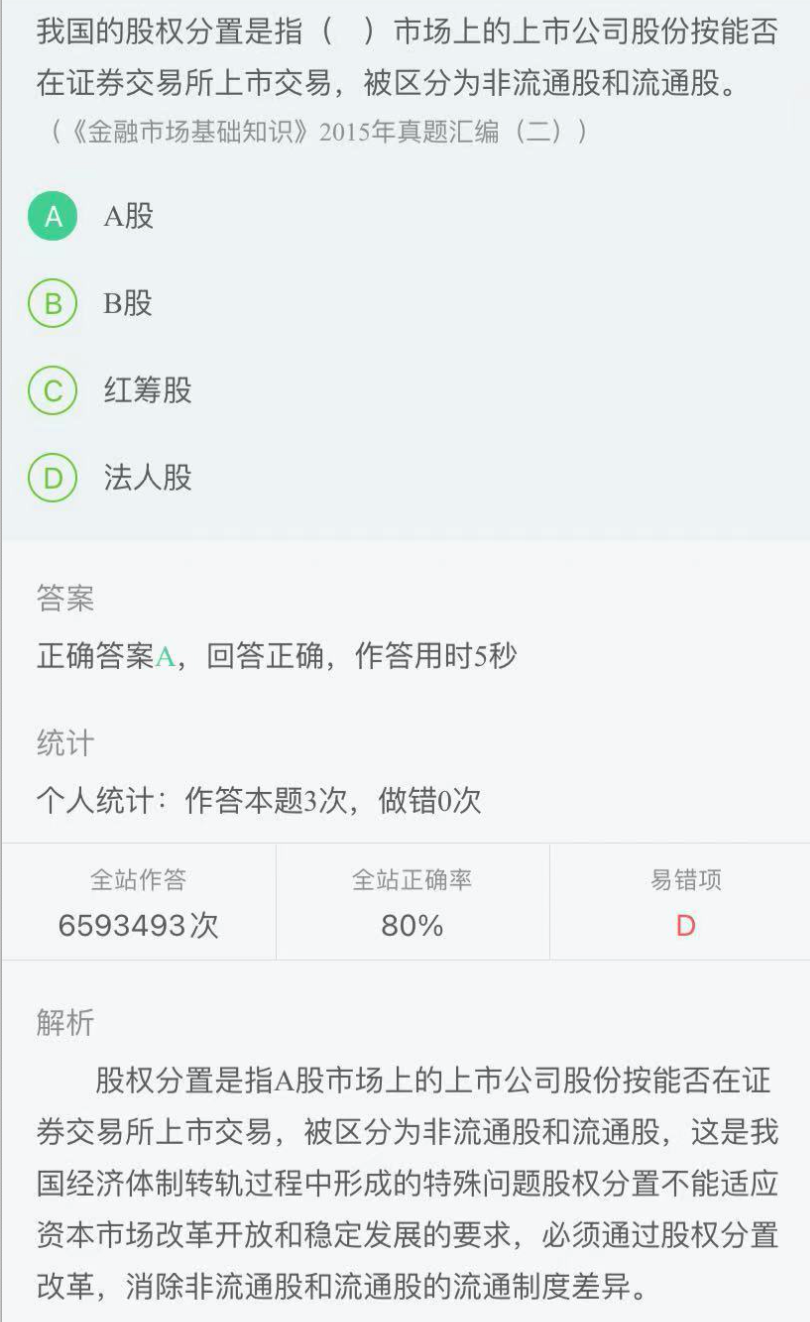 我国的股权分置是指（　）市场上的上市公司股份按能否
在证券交易所上市交易，被区分为非流通股和流通股。
（《金融市场基础知识》2015年真题汇编（二））
A A股
B B股
C 红筹股
D 法人股
答案
正确答案A，回答正确，作答用时5秒
统计
个人统计：作答本题3次，做错0次
全站作答 全站正确率 易错项
6593493次 80% D
解析
股权分置是指A股市场上的上市公司股份按能否在证
券交易所上市交易，被区分为非流通股和流通股，这是我
国经济体制转轨过程中形成的特殊问题股权分置不能适应
资本市场改革开放和稳定发展的要求，必须通过股权分置
改革，消除非流通股和流通股的流通制度差异。